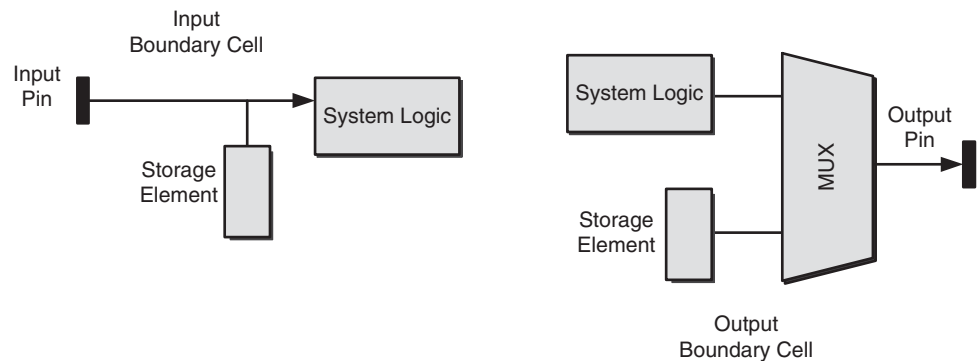 Input
Boundary Cell
Input
Pin
System Logic
Storage
Element
System Logic
Output
Pin
MUX
Storage
Element
Output
Boundary Cell